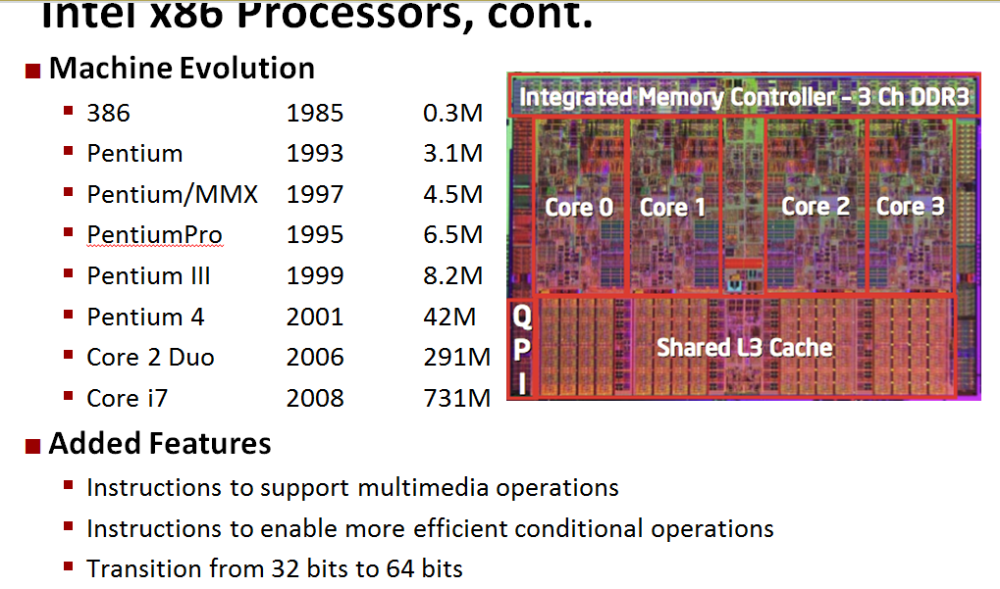 Intel x86 Processors, cont.
Machine Evolution
386 1985 0.3M
Pentium 1993 3.1M
Pentium/MMX 1997 4.5M
PentiumPro 1995 6.5M
Pentium III 1999 8.2M
Pentium 4 2001 42M
Core 2 Duo 2006 291M
Core i7 2008 731M
Integrated Memory Controller – 3 Ch DDR3
Core 0 Core 1 Core 2 Core 3
QPI
Shared L3 Cache
Added Features
Instructions to support multimedia operations
Instructions to enable more efficient conditional operations
Transition from 32 bits to 64 bits